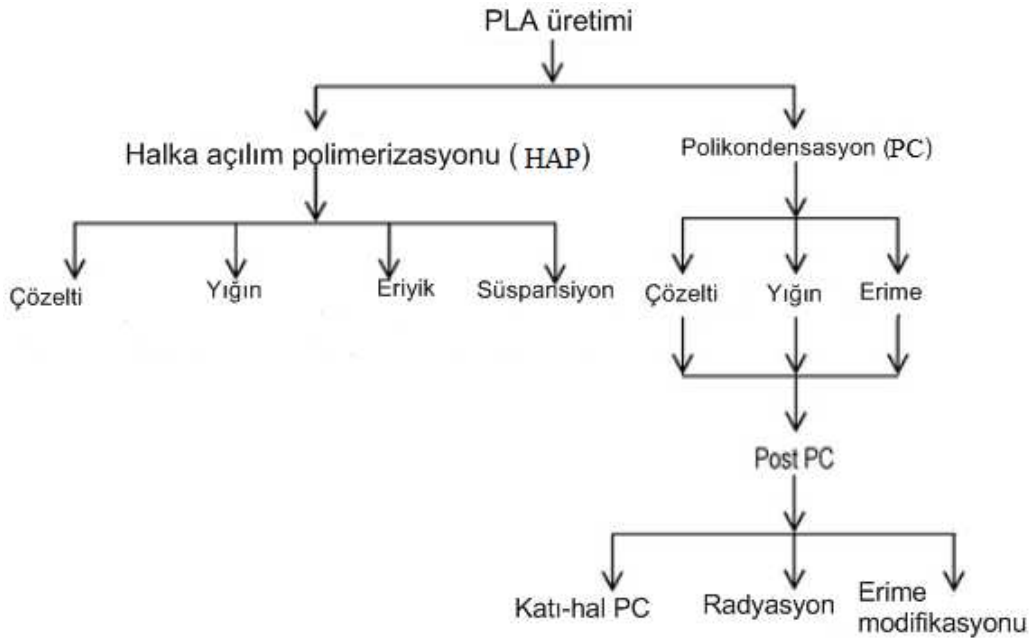 PLA üretimi
Halka açılım polimerizasyonu ( HAP)
Polikondensasyon (PC)
Çözelti
Yığın
Eriyik
Süspansiyon
Çözelti
Yığın
Erime
Post PC
Katı-hal PC
Radyasyon
Erime
modifikasyonu